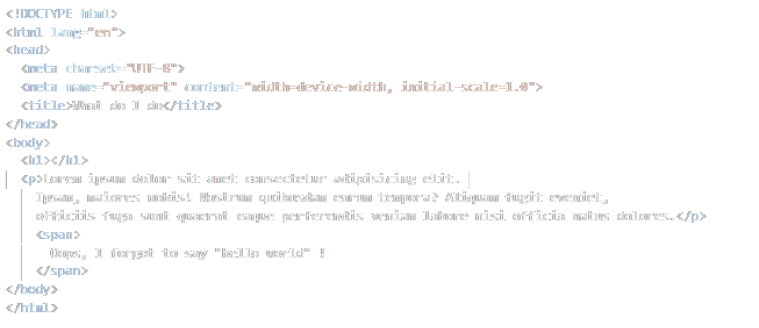 <!DOCTYPE html>
<html lang="en">
<head>
<meta charset="UTF-8">
<meta name="viewport" content="width=device-width, initial-scale=1.0">
<title>What do I do</title>
</head>
<body>
<h1></h1>
<p>Lorem ipsum dolor sit amet consectetur adipisicing elit.
Ipsam, maiores nobis! Nostrum quibusdam earum tempora? Aliquam fugit eveniet,
officiis fuga sunt quaerat eaque perferendis veniam labore nisi officia natus dolores.</p>
<span>
Oops, I forgot to say "hello world" !
</span>
</body>
</html>